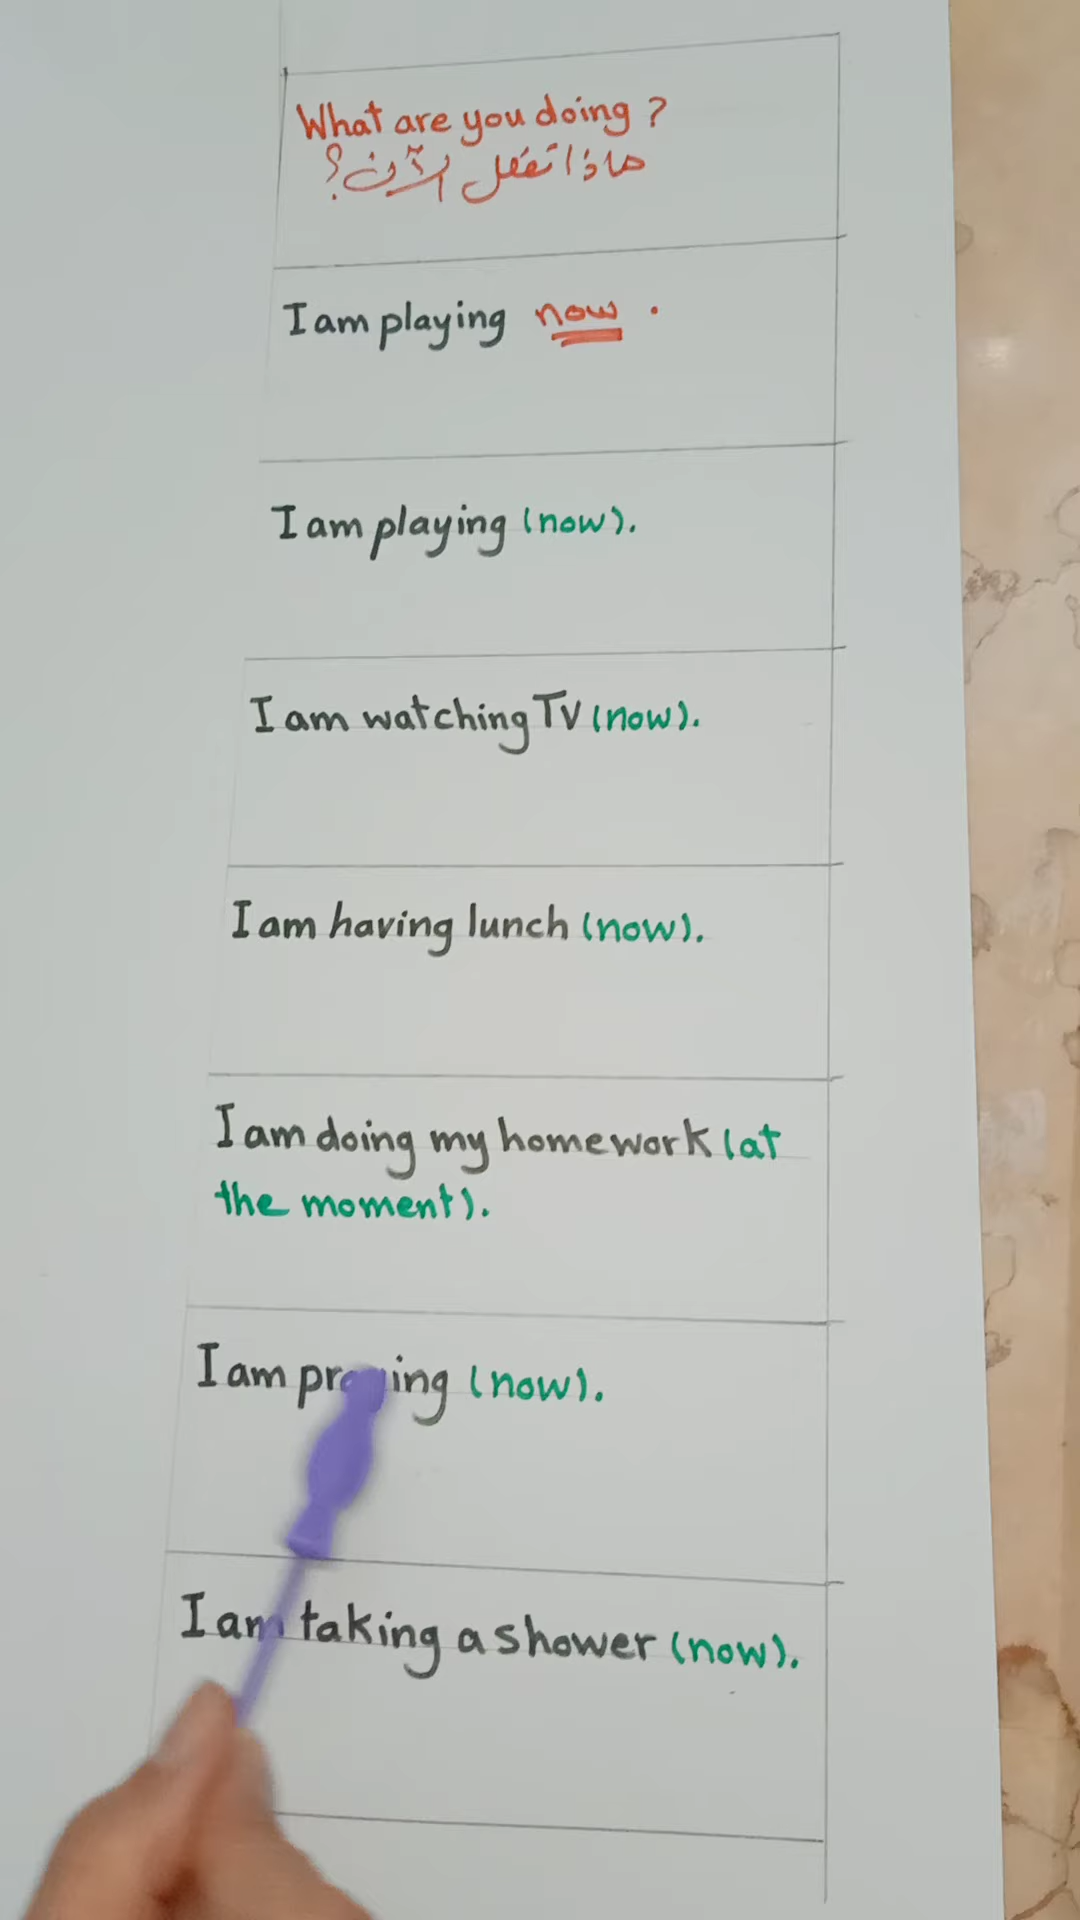 What are you doing ?
ماذا تفعل الآن؟
I am playing now .
I am playing (now).
I am watching TV (now).
I am having lunch (now).
I am doing my homework (at
the moment).
I am (now).
I am taking a shower (now).